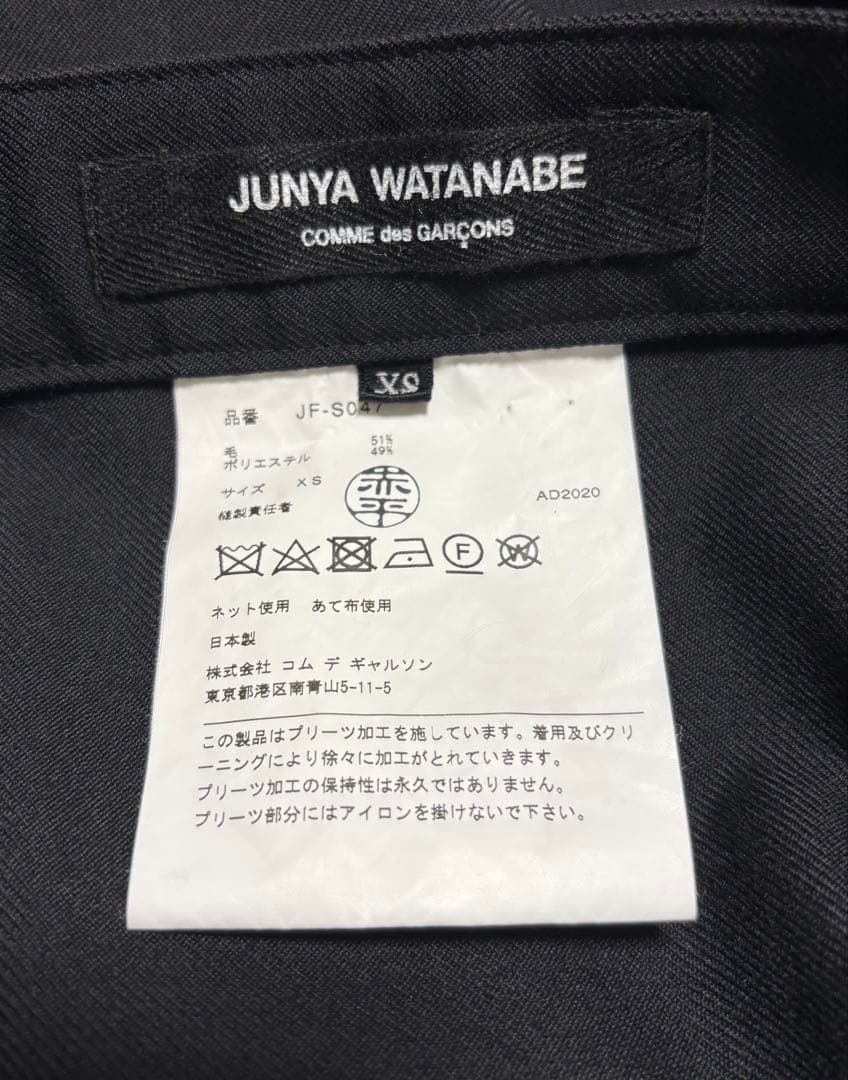 JUNYA WATANABE
COMME des GARÇONS
XS
品番 JF-S047
毛 51%
ポリエステル 49%
サイズ XS
縫製責任者 赤平
AD2020
F
W
ネット使用 あて布使用
日本製
株式会社 コム デ ギャルソン
東京都港区南青山5-11-5
この製品はプリーツ加工を施しています。着用及びクリ
ーニングにより徐々に加工がとれていきます。
プリーツ加工の保持性は永久ではありません。
プリーツ部分にはアイロンを掛けないで下さい。